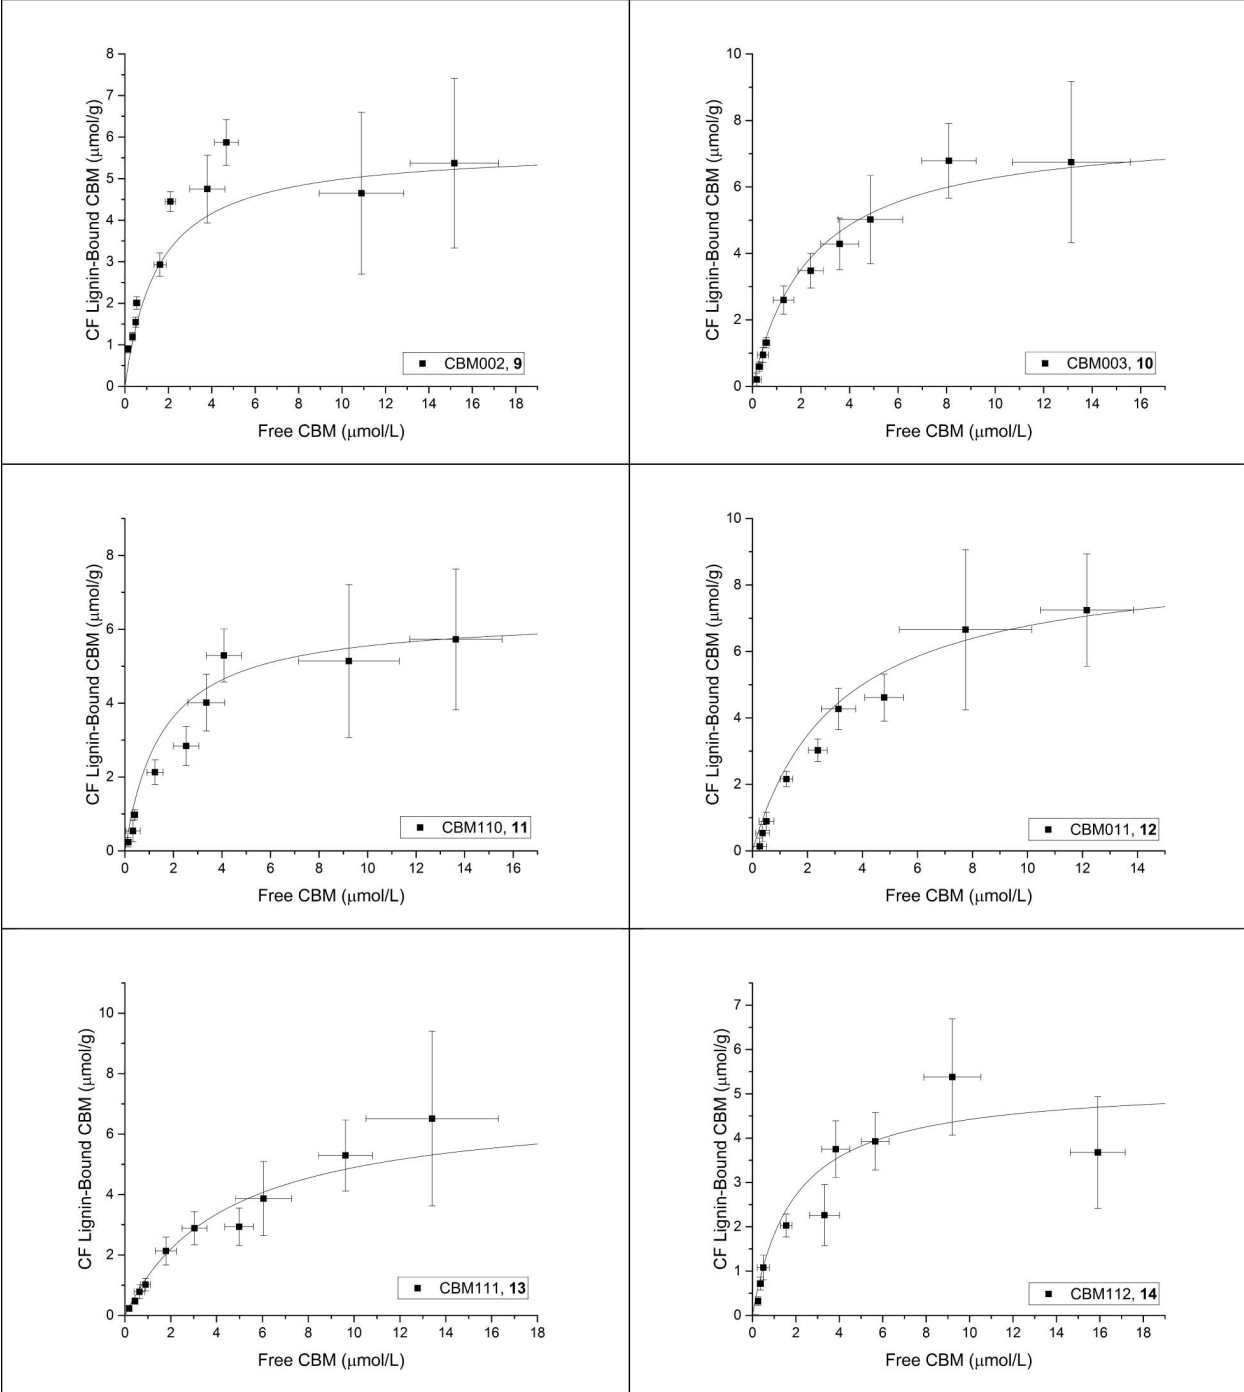 8
7
6
5
4
3
2
1
0
CF Lignin-Bound CBM (μmol/g)
CBM002, 9
0 2 4 6 8 10 12 14 16 18
Free CBM (μmol/L)
10
8
6
4
2
0
CF Lignin-Bound CBM (μmol/g)
CBM003, 10
0 2 4 6 8 10 12 14 16
Free CBM (μmol/L)
8
6
4
2
0
CF Lignin-Bound CBM (μmol/g)
CBM110, 11
0 2 4 6 8 10 12 14 16
Free CBM (μmol/L)
10
8
6
4
2
0
CF Lignin-Bound CBM (μmol/g)
CBM011, 12
0 2 4 6 8 10 12 14
Free CBM (μmol/L)
10
8
6
4
2
0
CF Lignin-Bound CBM (μmol/g)
CBM111, 13
0 2 4 6 8 10 12 14 16 18
Free CBM (μmol/L)
7
6
5
4
3
2
1
0
CF Lignin-Bound CBM (μmol/g)
CBM112, 14
0 2 4 6 8 10 12 14 16 18
Free CBM (μmol/L)